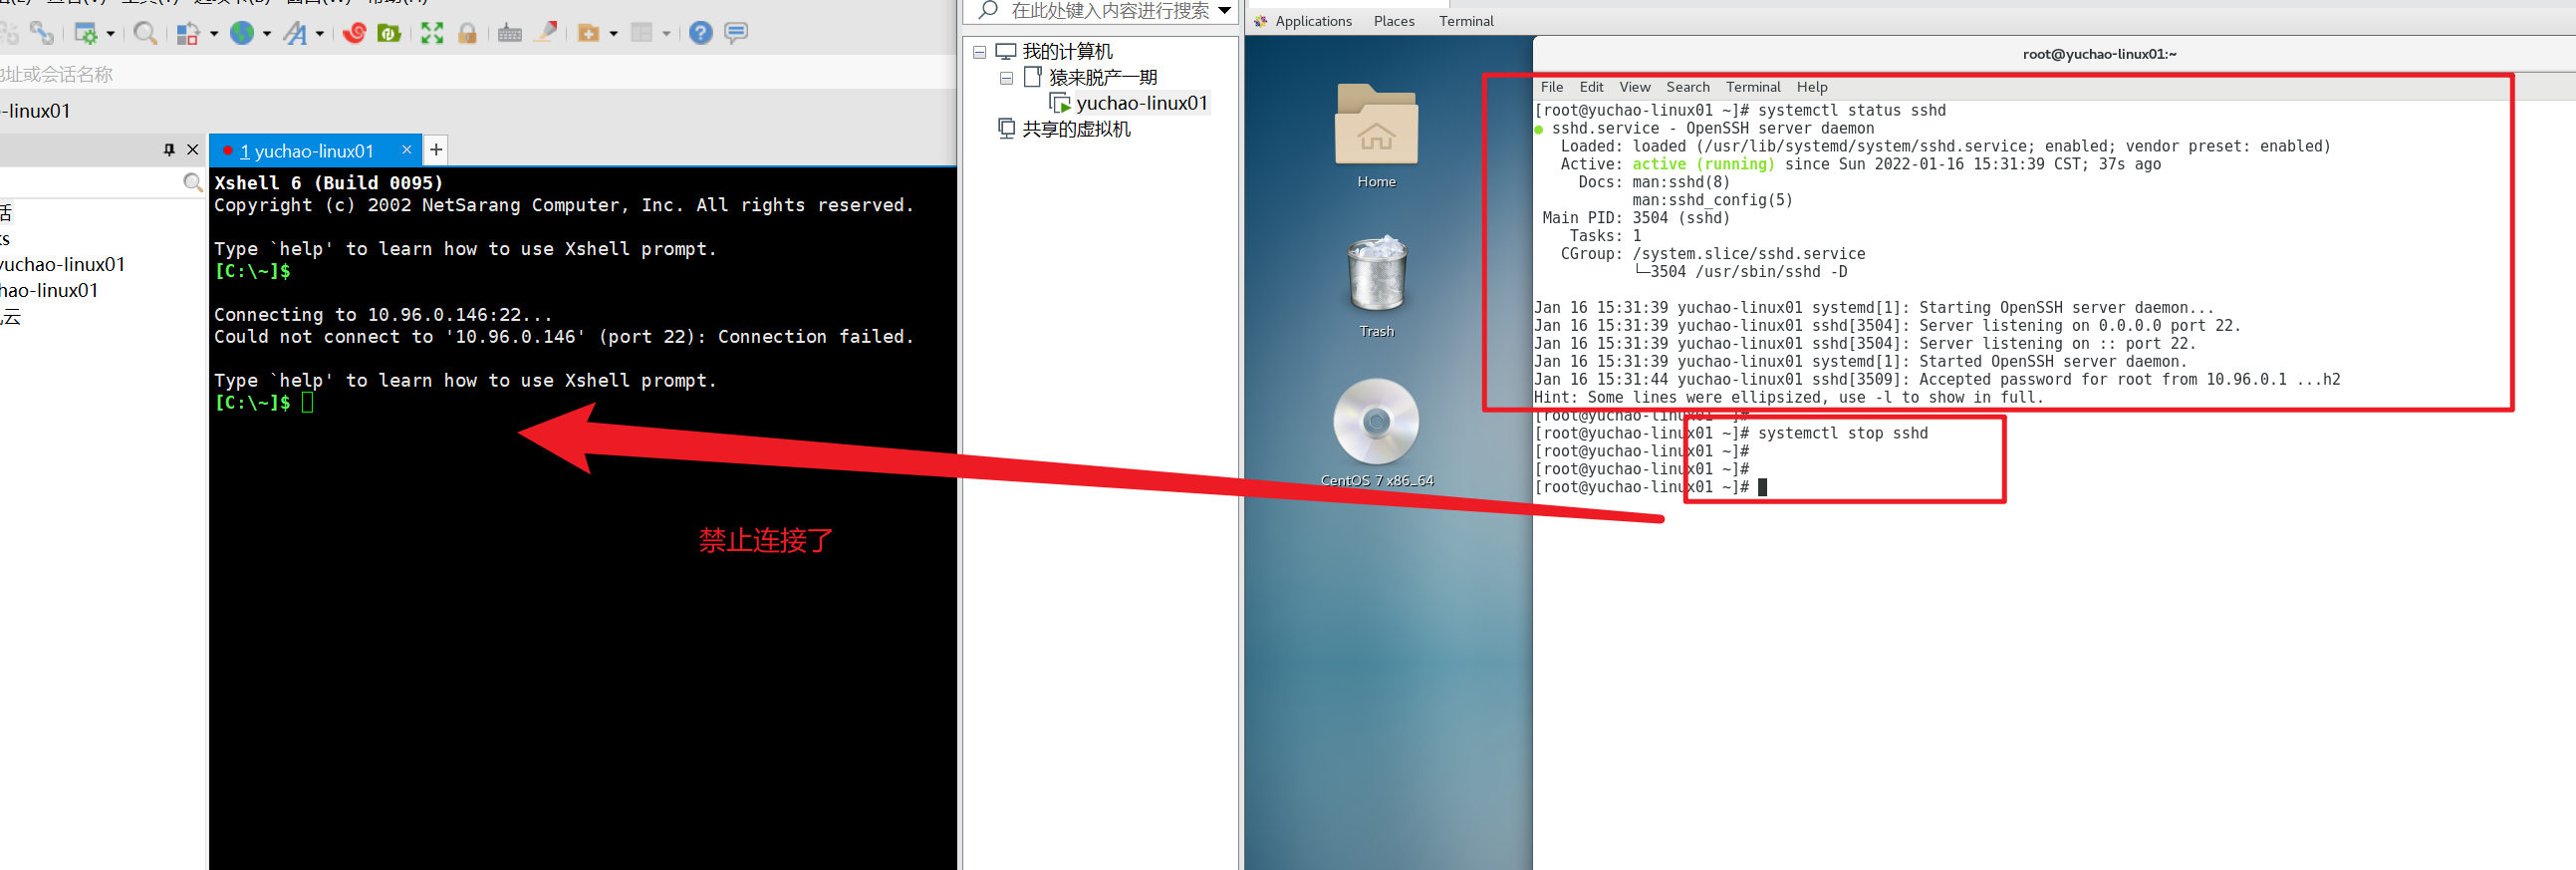 址或会话名称
-linux01
1 yuchao-linux01
Xshell 6 (Build 0095)
Copyright (c) 2002 NetSarang Computer, Inc. All rights reserved.
Type `help' to learn how to use Xshell prompt.
[C:\~]$
Connecting to 10.96.0.146:22...
Could not connect to '10.96.0.146' (port 22): Connection failed.
Type `help' to learn how to use Xshell prompt.
[C:\~]$
禁止连接了
yuchao-linux01
hao-linux01
云
在此处键入内容进行搜索
我的计算机
猿来脱产一期
yuchao-linux01
共享的虚拟机
Applications Places Terminal
Home
Trash
CentOS 7 x86_64
root@yuchao-linux01:~
File Edit View Search Terminal Help
[root@yuchao-linux01 ~]# systemctl status sshd
● sshd.service - OpenSSH server daemon
Loaded: loaded (/usr/lib/systemd/system/sshd.service; enabled; vendor preset: enabled)
Active: active (running) since Sun 2022-01-16 15:31:39 CST; 37s ago
Docs: man:sshd(8)
man:sshd_config(5)
Main PID: 3504 (sshd)
Tasks: 1
CGroup: /system.slice/sshd.service
└─3504 /usr/sbin/sshd -D
Jan 16 15:31:39 yuchao-linux01 systemd[1]: Starting OpenSSH server daemon...
Jan 16 15:31:39 yuchao-linux01 sshd[3504]: Server listening on 0.0.0.0 port 22.
Jan 16 15:31:39 yuchao-linux01 sshd[3504]: Server listening on :: port 22.
Jan 16 15:31:39 yuchao-linux01 systemd[1]: Started OpenSSH server daemon.
Jan 16 15:31:44 yuchao-linux01 sshd[3509]: Accepted password for root from 10.96.0.1 ...h2
Hint: Some lines were ellipsized, use -l to show in full.
[root@yuchao-linux01 ~]#
[root@yuchao-linux01 ~]# systemctl stop sshd
[root@yuchao-linux01 ~]#
[root@yuchao-linux01 ~]#
[root@yuchao-linux01 ~]#